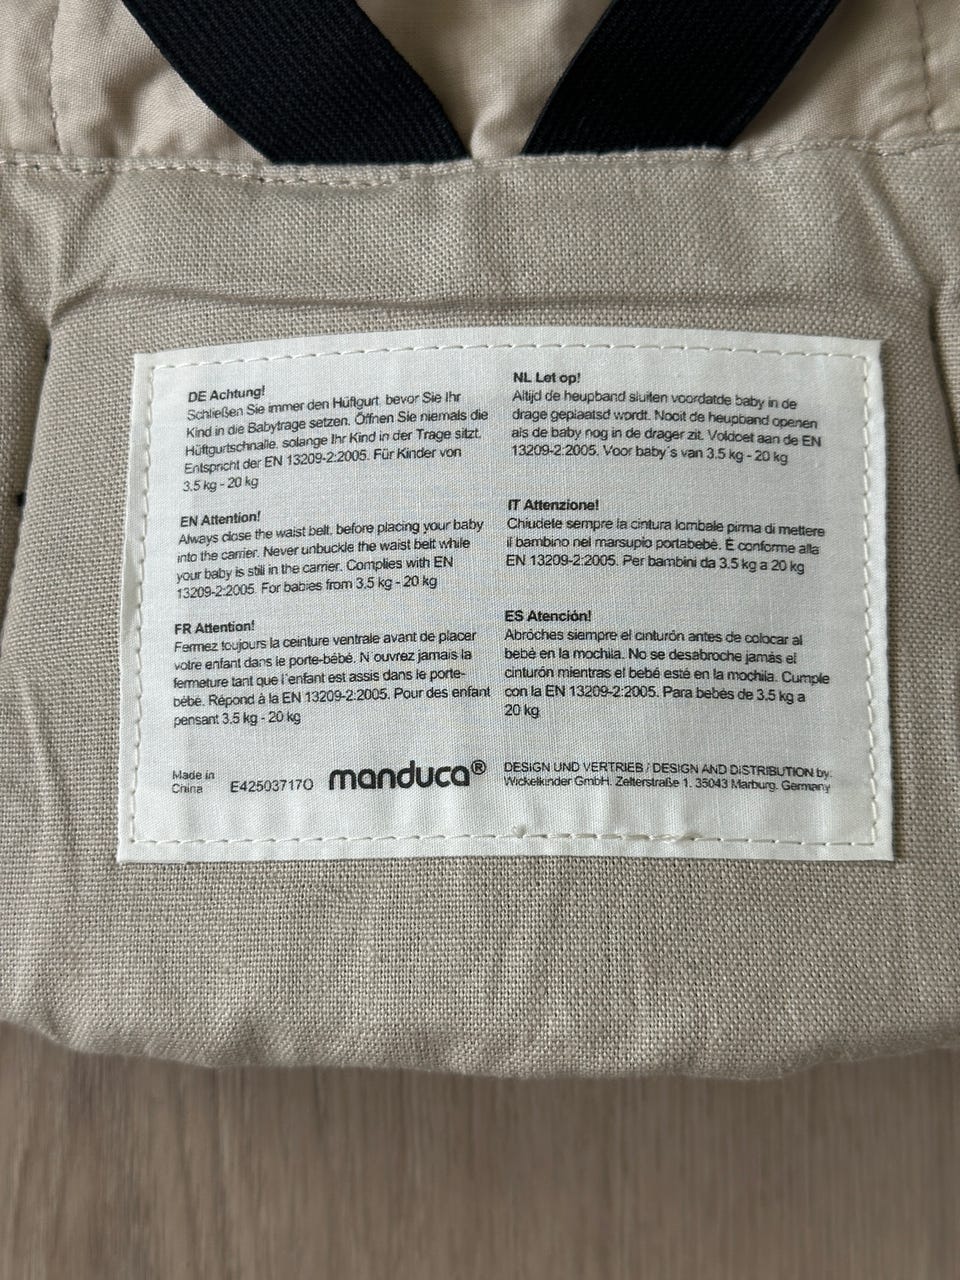 DE Achtung!
Schließen Sie immer den Hüftgurt, bevor Sie Ihr
Kind in die Babytrage setzen. Öffnen Sie niemals die
Hüftgurtschnalle, solange Ihr Kind in der Trage sitzt.
Entspricht der EN 13209-2:2005. Für Kinder von
3.5 kg - 20 kg
EN Attention!
Always close the waist belt, before placing your baby
into the carrier. Never unbuckle the waist belt while
your baby is still in the carrier. Complies with EN
13209-2:2005. For babies from 3.5 kg - 20 kg
FR Attention!
Fermez toujours la ceinture ventrale avant de placer
votre enfant dans le porte-bébé. N'ouvrez jamais la
fermeture tant que l'enfant est assis dans le porte-
bébé. Répond à la EN 13209-2:2005. Pour des enfant
pensant 3.5 kg - 20 kg
NL Let op!
Altijd de heupband sluiten voordatde baby in de
drage geplaatsd wordt. Nooit de heupband openen
als de baby nog in de drager zit. Voldoet aan de EN
13209-2:2005. Voor baby's van 3.5 kg - 20 kg
IT Attenzione!
Chiudete sempre la cintura lombale pirma di mettere
il bambino nel marsupio portabebè. È conforme alla
EN 13209-2:2005. Per bambini da 3.5 kg a 20 kg
ES Atención!
Abróches siempre el cinturón antes de colocar al
bebé en la mochila. No se desabroche jamás el
cinturón mientras el bebé esté en la mochila. Cumple
con la EN 13209-2:2005. Para bebés de 3.5 kg a
20 kg
Made in
China
E42503717O
manduca®
DESIGN UND VERTRIEB / DESIGN AND DISTRIBUTION by:
Wickelkinder GmbH. Zelterstraße 1. 35043 Marburg. Germany